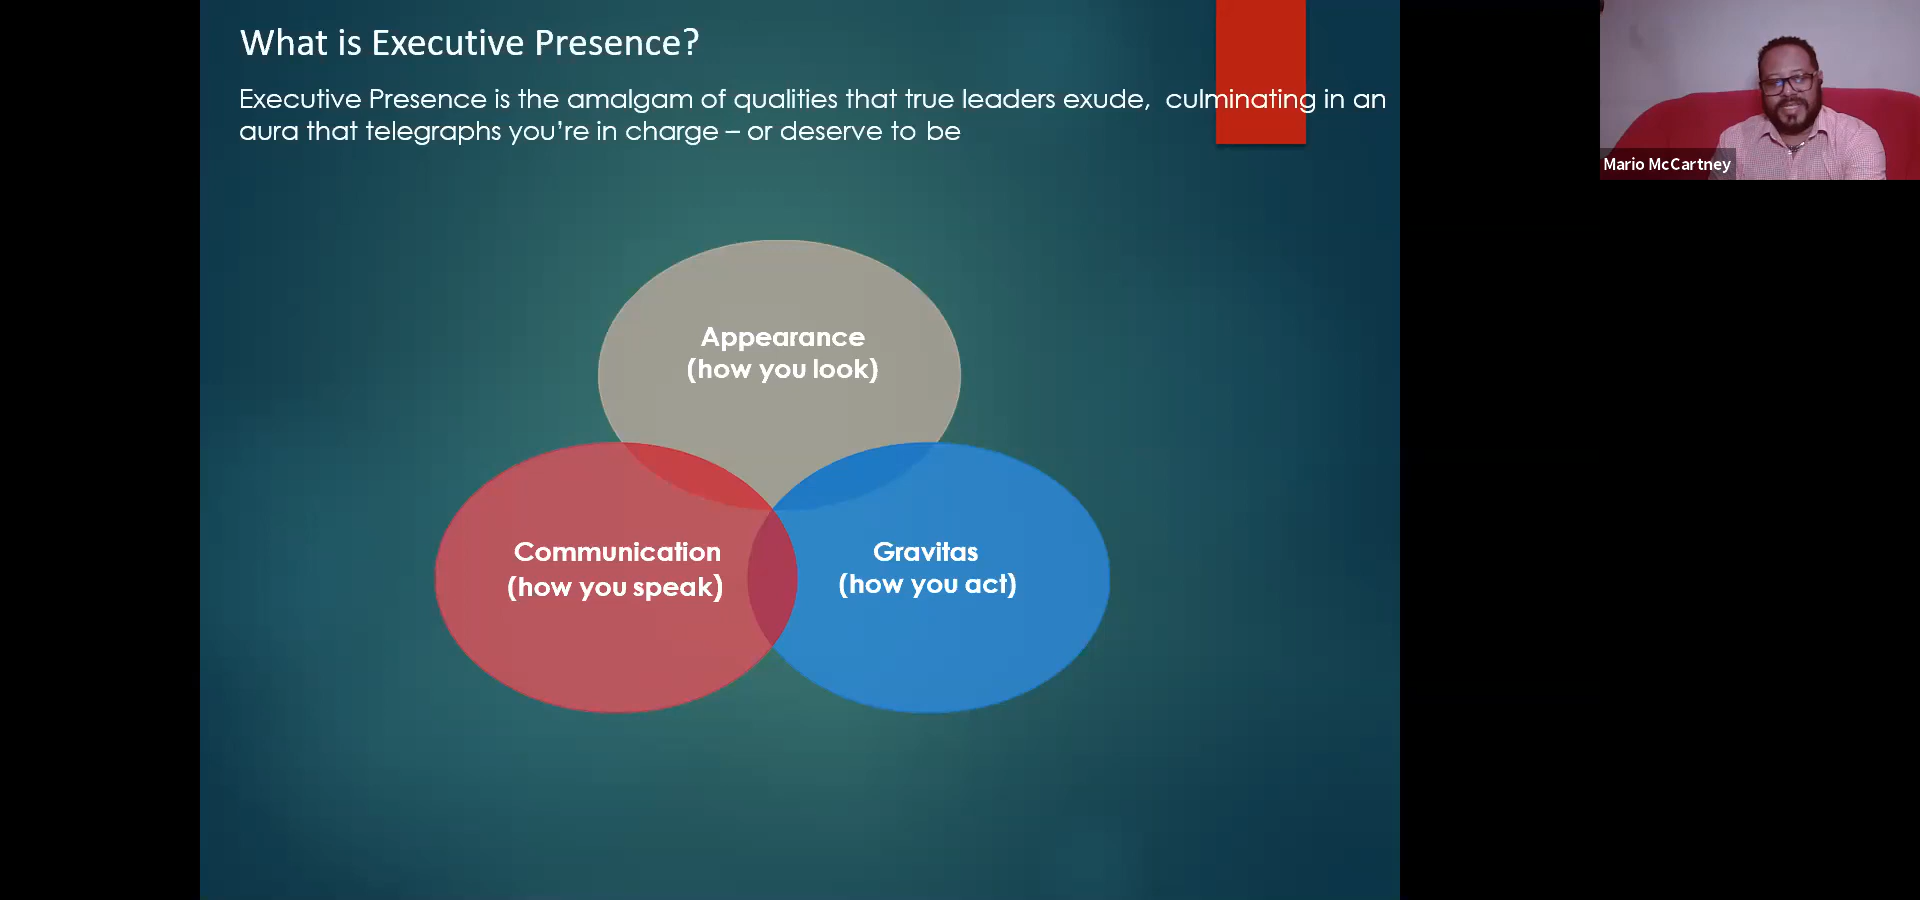 What is Executive Presence?
Executive Presence is the amalgam of qualities that true leaders exude,  culminating in an
aura that telegraphs you’re in charge – or deserve to be
Mario McCartney
Appearance
(how you look)
Communication
(how you speak)
Gravitas
(how you act)